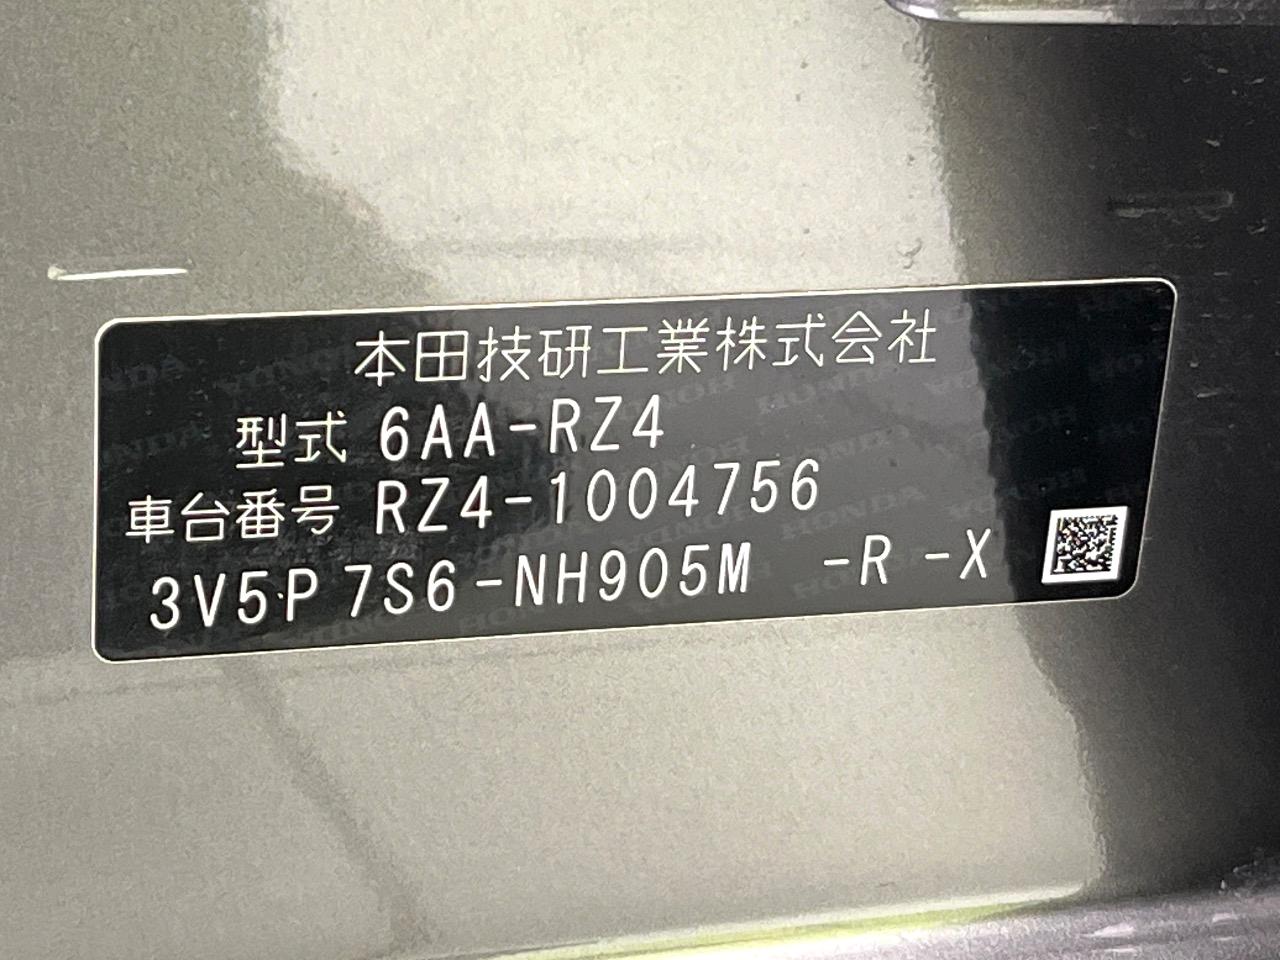 本田技研工業株式会社
型式 6AA-RZ4
車台番号 RZ4-1004756
3V5P 7S6-NH905M -R -X